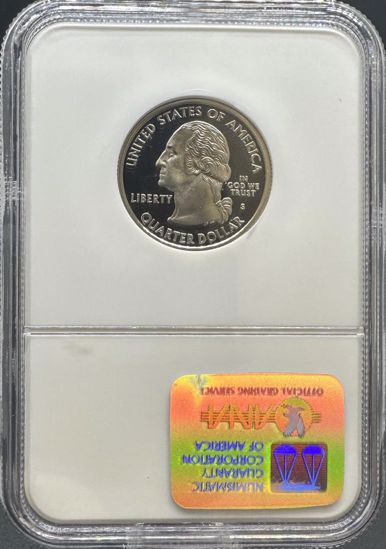 UNITED STATES OF AMERICA
LIBERTY
IN
GOD WE
TRUST
S
QUARTER DOLLAR
OFFICIAL GRADING SERVICE
ANA
NUMISMATIC
GUARANTY
CORPORATION
OF AMERICA